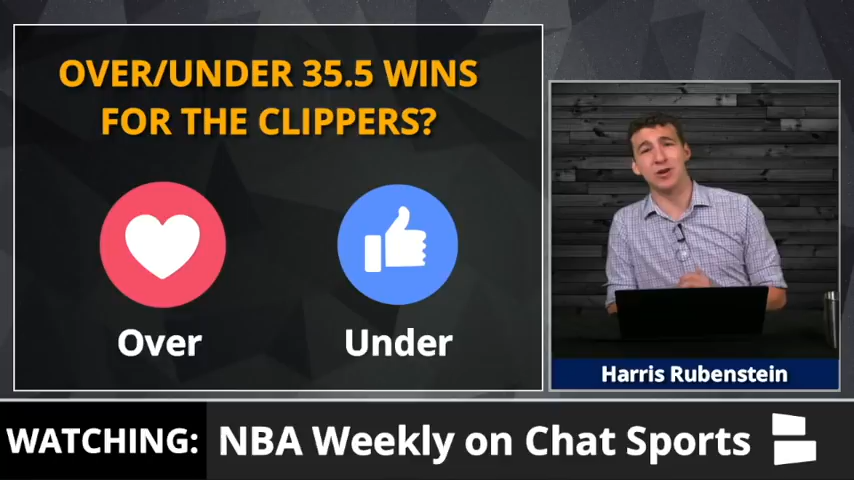 OVER/UNDER 35.5 WINS
FOR THE CLIPPERS?
Over
Under
Harris Rubenstein
WATCHING:
NBA Weekly on Chat Sports